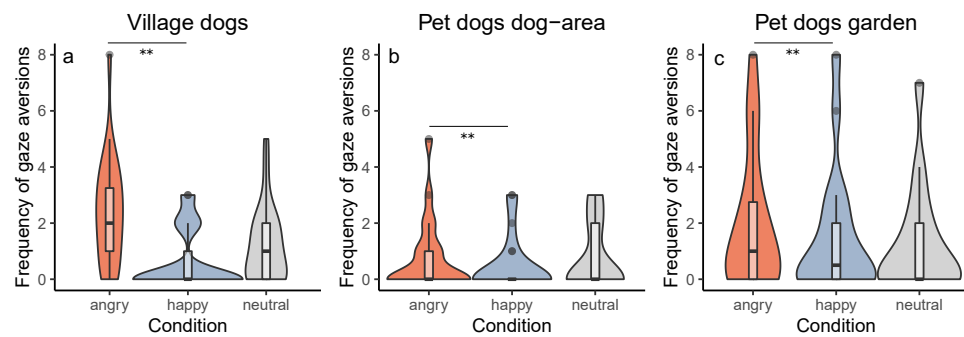 Village dogs
Pet dogs dog−area
Pet dogs garden
a
**
8
6
4
2
0
Frequency of gaze aversions
angry
happy
neutral
Condition
b
**
8
6
4
2
0
Frequency of gaze aversions
angry
happy
neutral
Condition
c
**
8
6
4
2
0
Frequency of gaze aversions
angry
happy
neutral
Condition